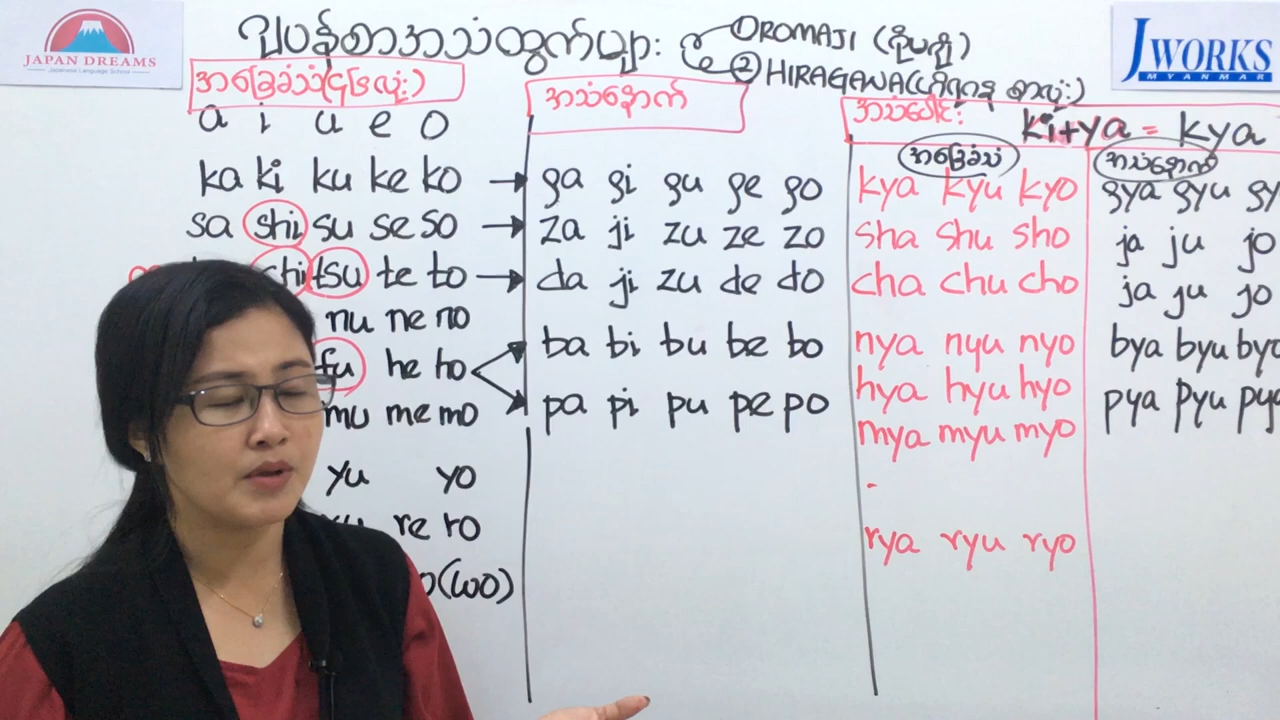 JAPAN DREAMS
Japanese Language School
J WORKS
MYANMAR
ဂျပန်စာအသံထွက်များ
① ROMAJI (ရိုမဂျိ)
② HIRAGANA (ဟီရဂန စာလုံး)
အခြေခံသံ
a i u e o
ka ki ku ke ko
sa shi su se so
chi tsu te to
nu ne no
fu he ho
mu me mo
yu yo
re ro
o(wo)
အသံနောက်
ga gi gu ge go
za ji zu ze zo
da ji zu de do
ba bi bu be bo
pa pi pu pe po
အသံပေါင်း
ki+ya = kya
အခြေခံသံ
kya kyu kyo
sha shu sho
cha chu cho
nya nyu nyo
hya hyu hyo
mya myu myo
-
rya ryu ryo
အသံနောက်
gya gyu gy
ja ju jo
ja ju jo
bya byu byo
pya pyu pyo